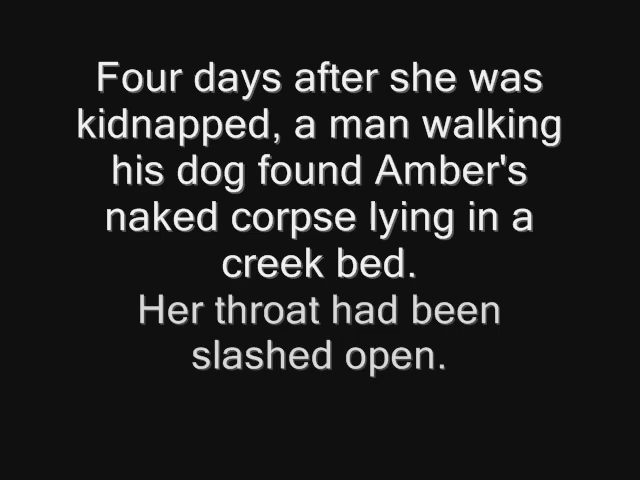 Four days after she was
kidnapped, a man walking
his dog found Amber's
naked corpse lying in a
creek bed.
Her throat had been
slashed open.